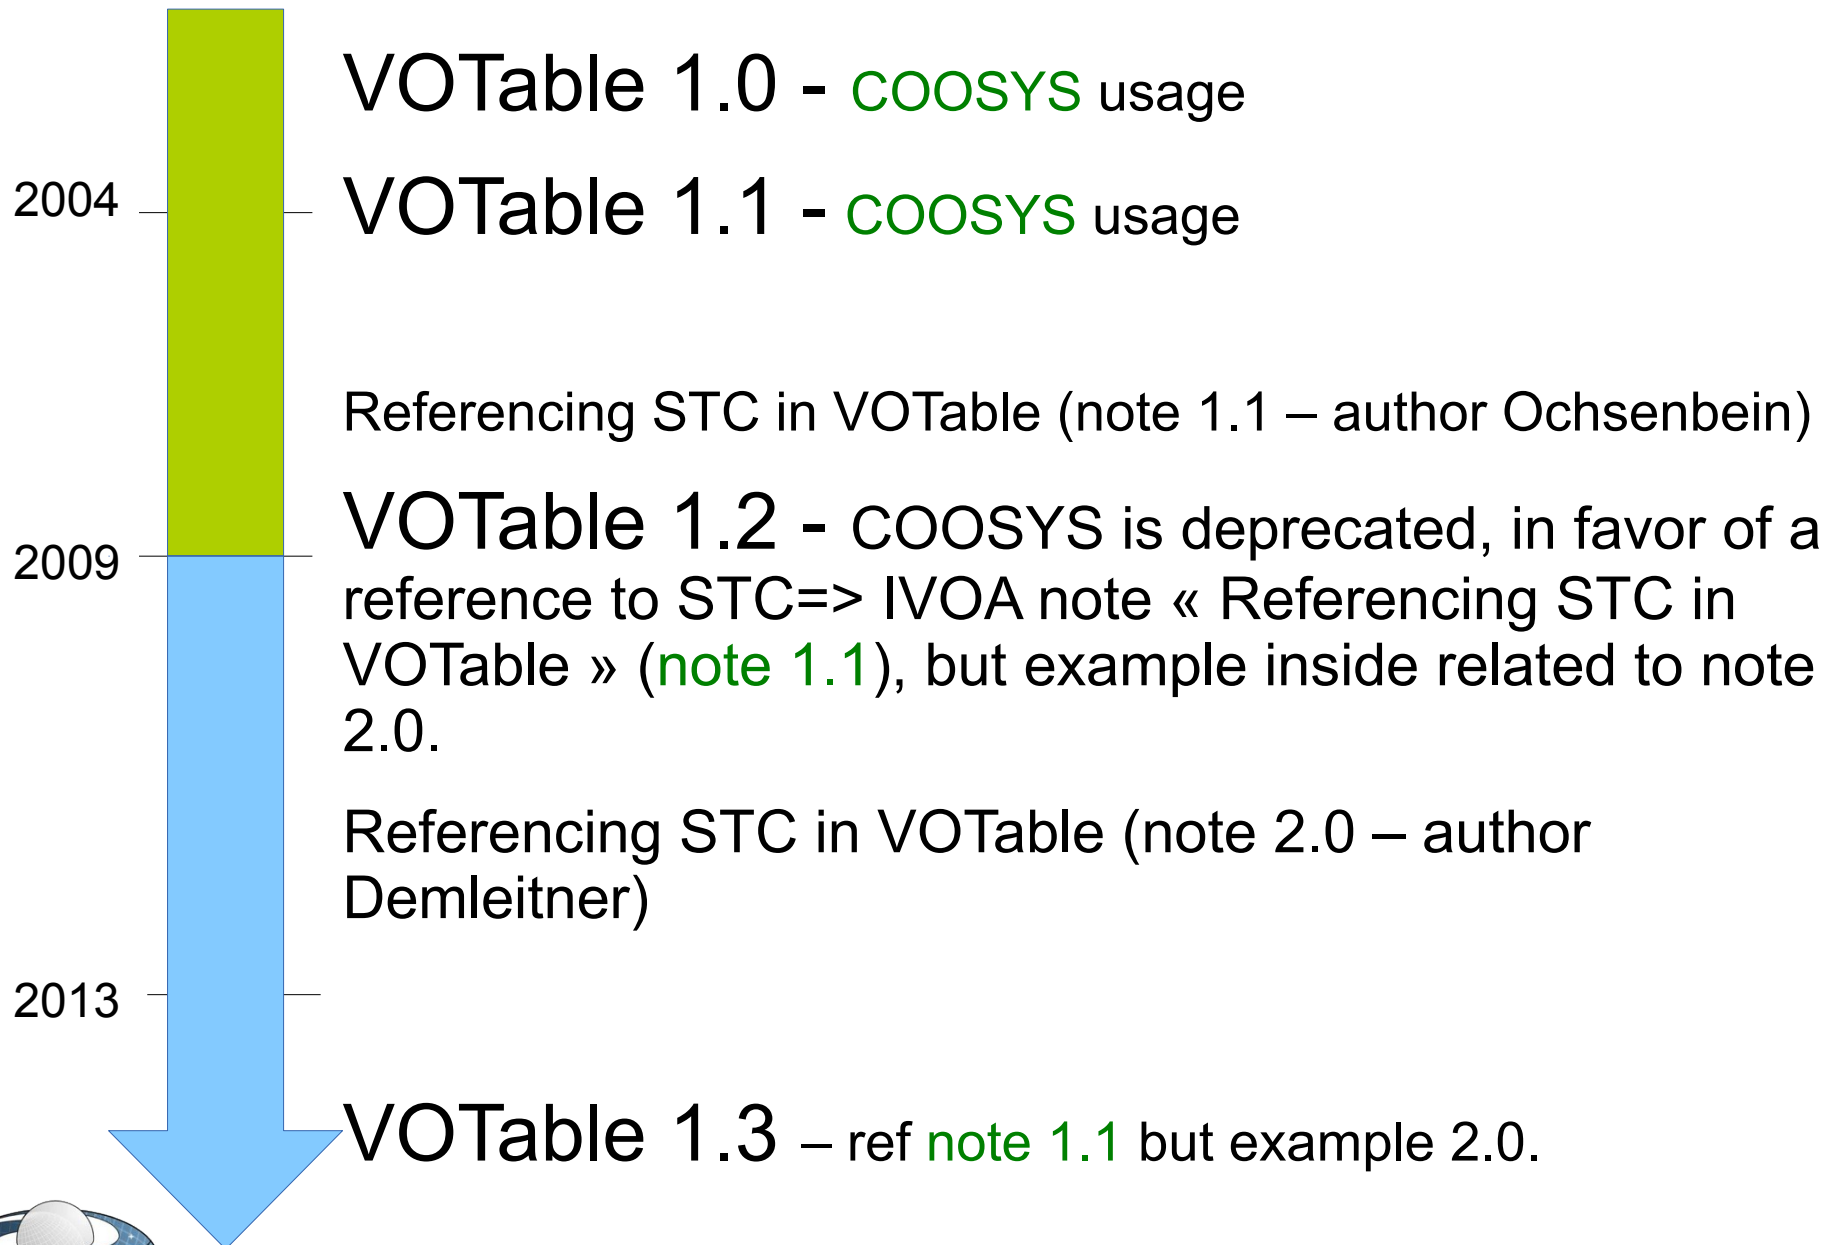 VOTable 1.0 - COOSYS usage
2004
VOTable 1.1 - COOSYS usage
Referencing STC in VOTable (note 1.1 – author Ochsenbein)
2009
VOTable 1.2 - COOSYS is deprecated, in favor of a
reference to STC=> IVOA note « Referencing STC in
VOTable » (note 1.1), but example inside related to note
2.0.
Referencing STC in VOTable (note 2.0 – author
Demleitner)
2013
VOTable 1.3 – ref note 1.1 but example 2.0.